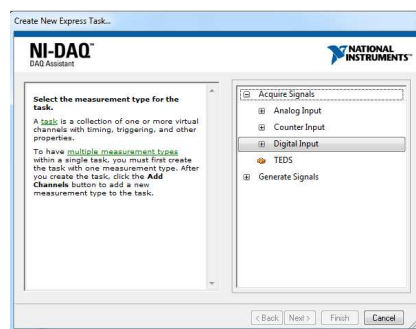 Create New Express Task...
NI-DAQ™
DAQ Assistant
NATIONAL
INSTRUMENTS™
Select the measurement type for the
task.
A task is a collection of one or more virtual
channels with timing, triggering, and other
properties.
To have multiple measurement types
within a single task, you must first create
the task with one measurement type. After
you create the task, click the Add
Channels button to add a new
measurement type to the task.
Acquire Signals
Analog Input
Counter Input
Digital Input
TEDS
Generate Signals
< Back Next > Finish Cancel